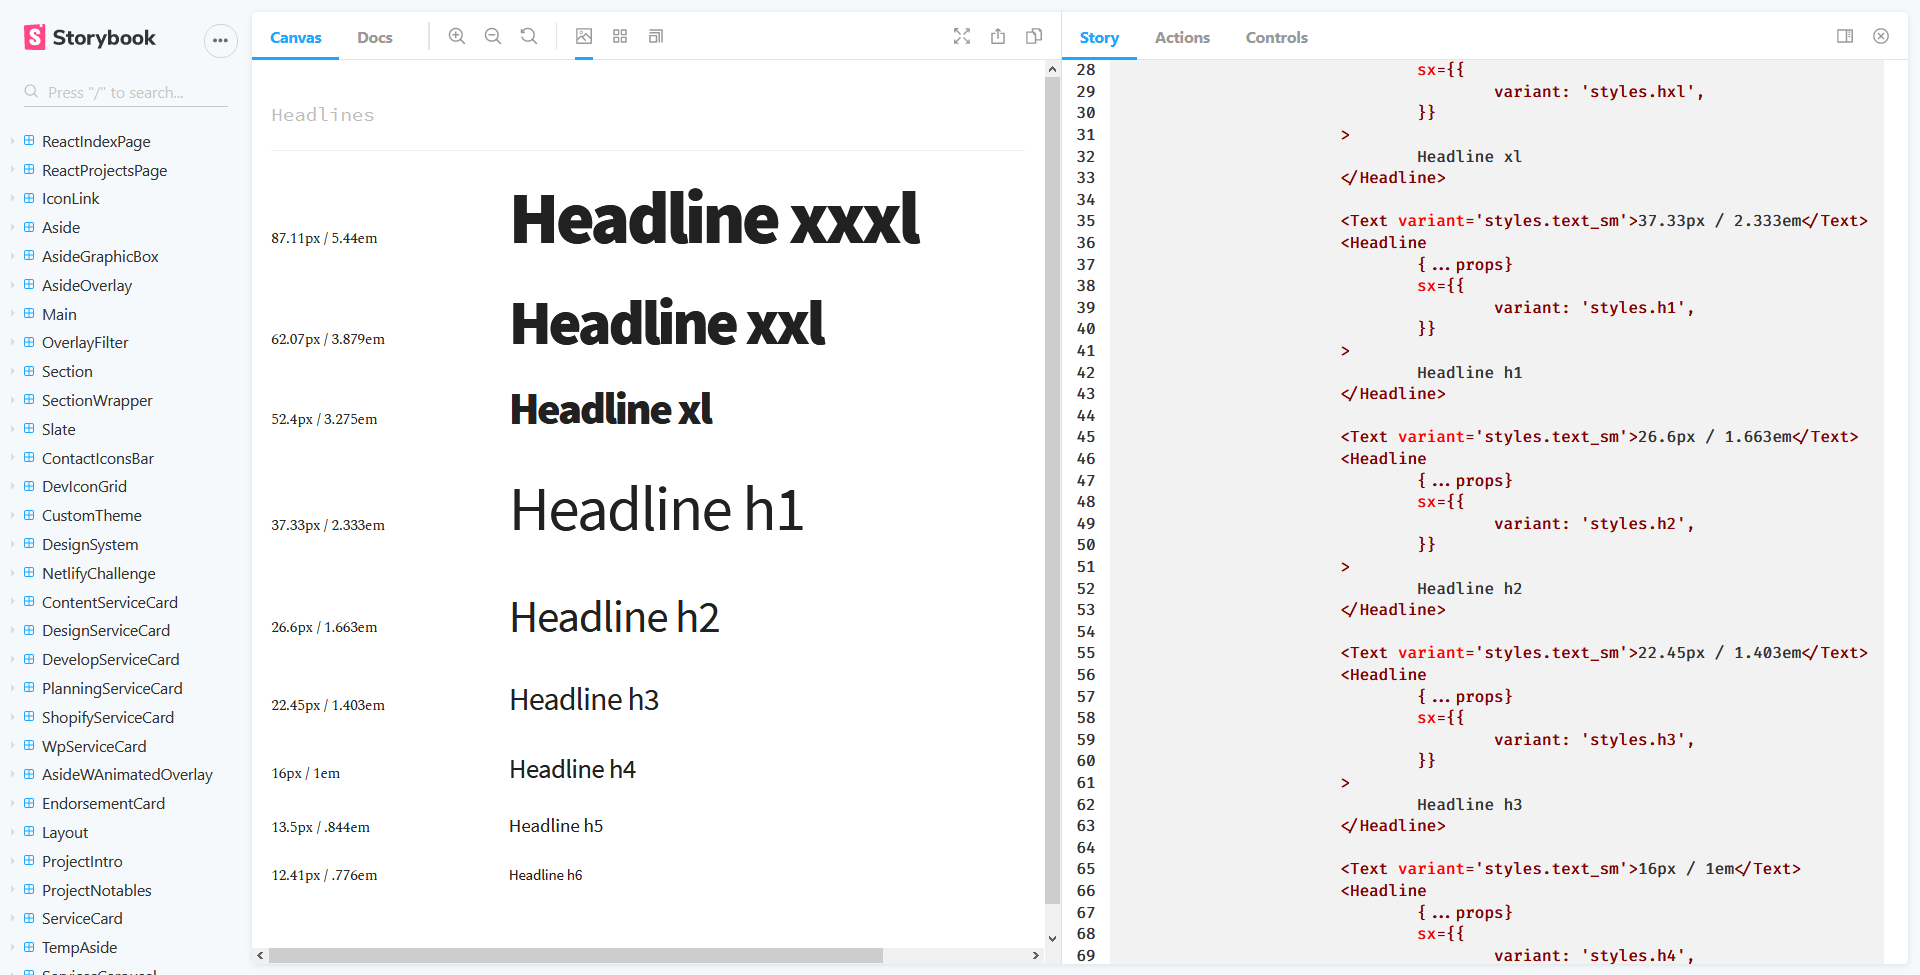 Storybook
Press "/" to search...
ReactIndexPage
ReactProjectsPage
IconLink
Aside
AsideGraphicBox
AsideOverlay
Main
OverlayFilter
Section
SectionWrapper
Slate
ContactIconsBar
DevIconGrid
CustomTheme
DesignSystem
NetlifyChallenge
ContentServiceCard
DesignServiceCard
DevelopServiceCard
PlanningServiceCard
ShopifyServiceCard
WpServiceCard
AsideWAnimatedOverlay
EndorsementCard
Layout
ProjectIntro
ProjectNotables
ServiceCard
TempAside
Canvas Docs
Headlines
87.11px / 5.44em Headline xxxl
62.07px / 3.879em Headline xxl
52.4px / 3.275em Headline xl
37.33px / 2.333em Headline h1
26.6px / 1.663em Headline h2
22.45px / 1.403em Headline h3
16px / 1em Headline h4
13.5px / .844em Headline h5
12.41px / .776em Headline h6
Story Actions Controls
28 sx={{
29 variant: 'styles.hxl',
30 }}
31 >
32 Headline xl
33 </Headline>
34
35 <Text variant='styles.text_sm'>37.33px / 2.333em</Text>
36 <Headline
37 {...props}
38 sx={{
39 variant: 'styles.h1',
40 }}
41 >
42 Headline h1
43 </Headline>
44
45 <Text variant='styles.text_sm'>26.6px / 1.663em</Text>
46 <Headline
47 {...props}
48 sx={{
49 variant: 'styles.h2',
50 }}
51 >
52 Headline h2
53 </Headline>
54
55 <Text variant='styles.text_sm'>22.45px / 1.403em</Text>
56 <Headline
57 {...props}
58 sx={{
59 variant: 'styles.h3',
60 }}
61 >
62 Headline h3
63 </Headline>
64
65 <Text variant='styles.text_sm'>16px / 1em</Text>
66 <Headline
67 {...props}
68 sx={{
69 variant: 'styles.h4',